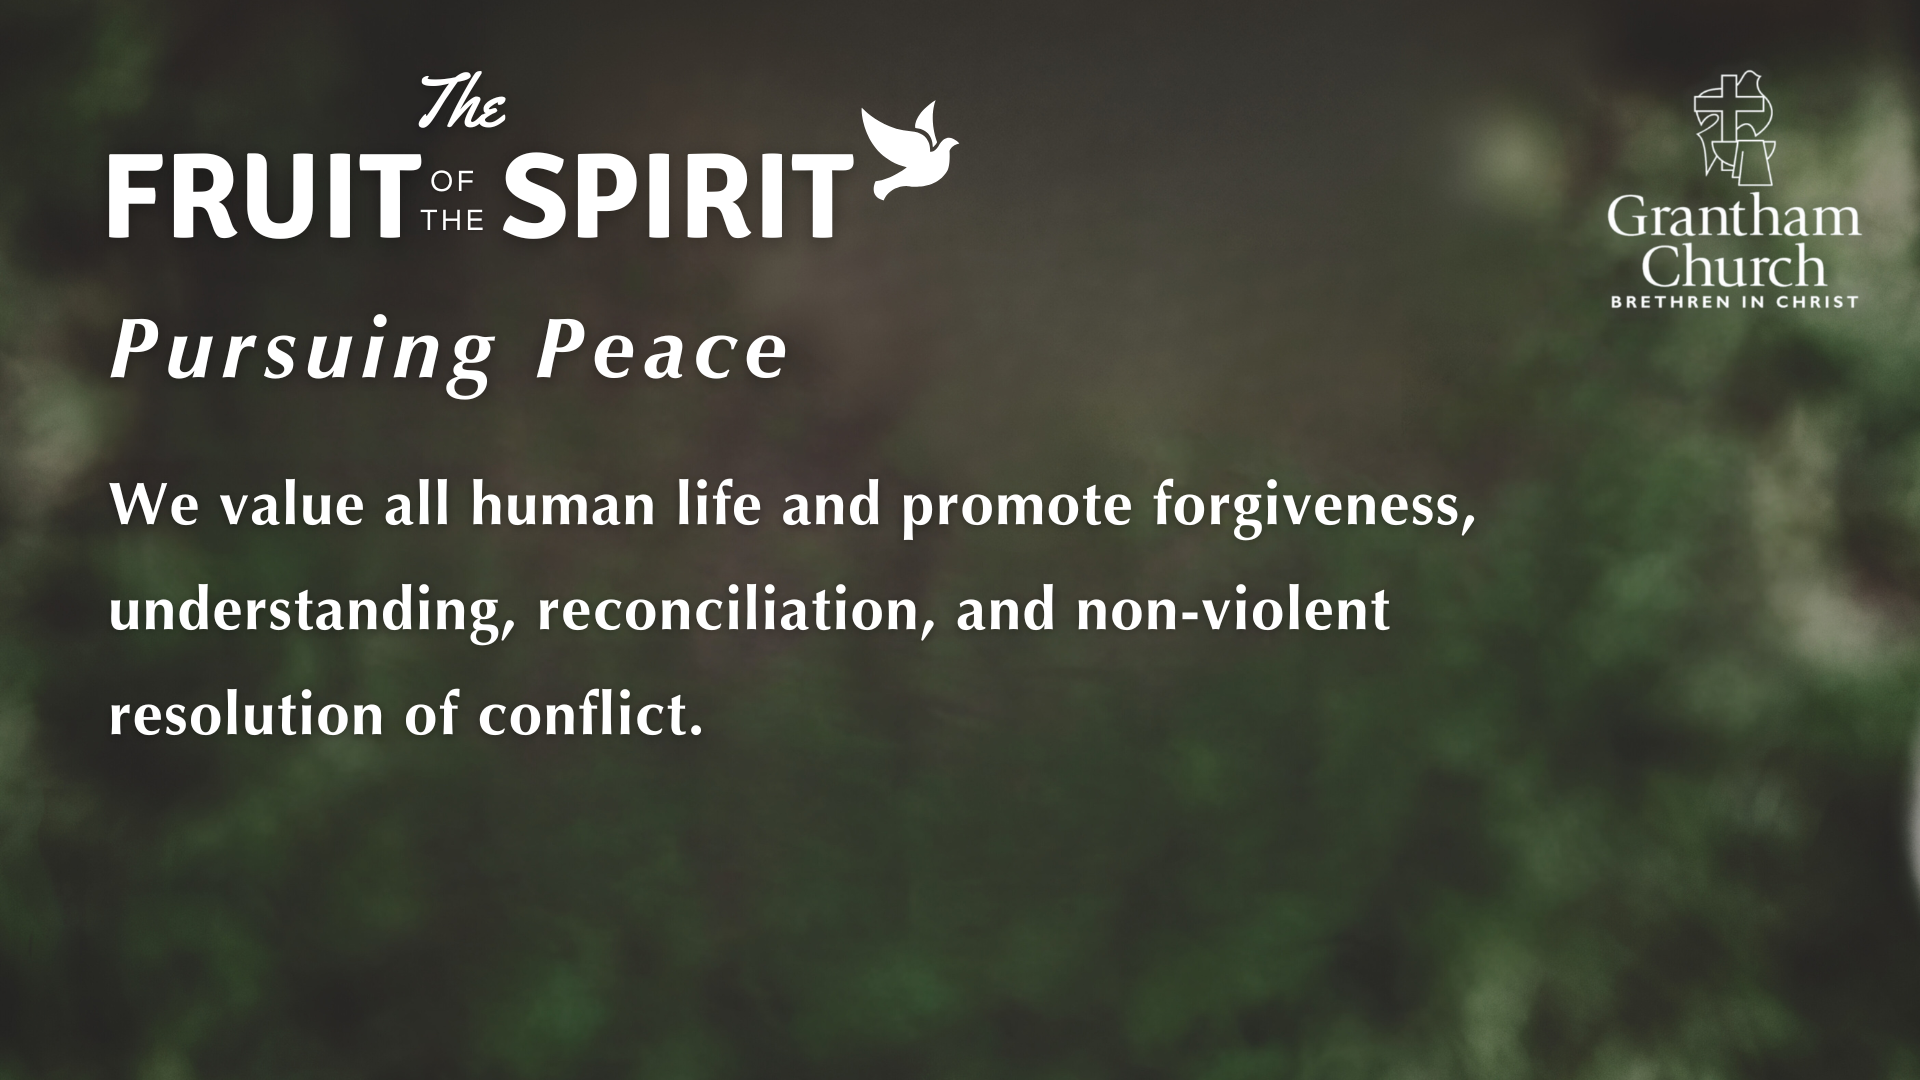 The
FRUIT OF THE SPIRIT
Grantham
Church
BRETHREN IN CHRIST
Pursuing Peace
We value all human life and promote forgiveness,
understanding, reconciliation, and non-violent
resolution of conflict.